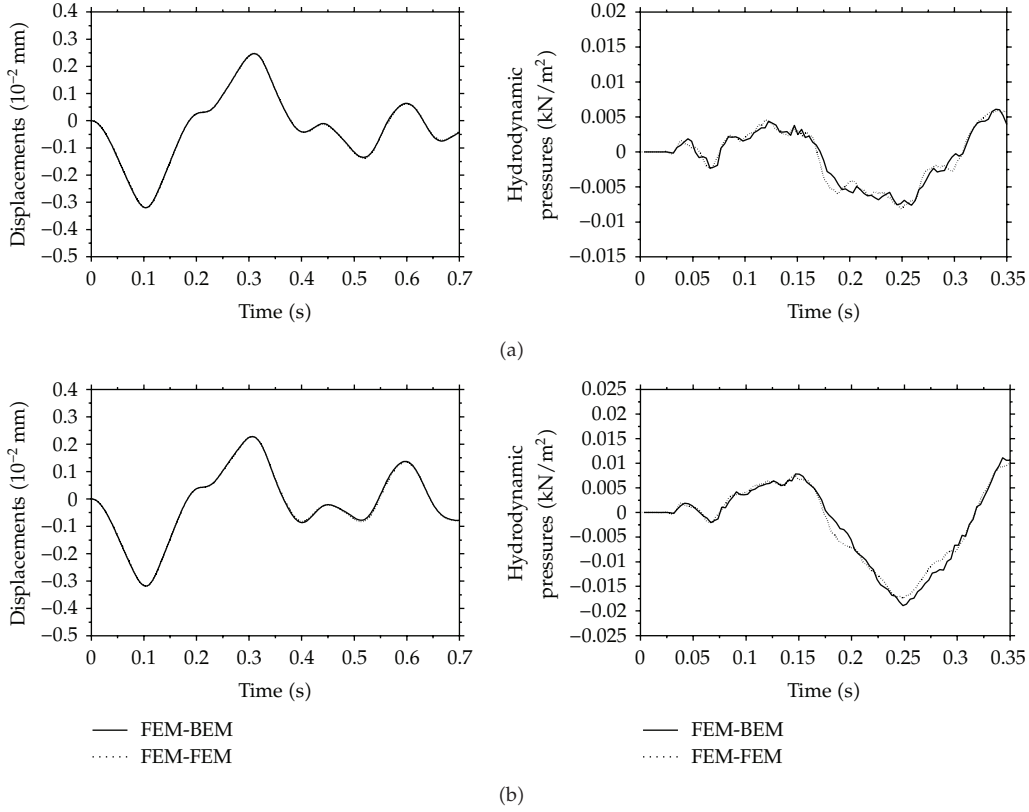 0.4
0.3
0.2
0.1
0
−0.1
−0.2
−0.3
−0.4
−0.5
Displacements (10⁻² mm)
0 0.1 0.2 0.3 0.4 0.5 0.6 0.7
Time (s)
0.02
0.015
0.01
0.005
0
−0.005
−0.01
−0.015
Hydrodynamic
pressures (kN/m²)
0 0.05 0.1 0.15 0.2 0.25 0.3 0.35
Time (s)
(a)
0.4
0.3
0.2
0.1
0
−0.1
−0.2
−0.3
−0.4
−0.5
Displacements (10⁻² mm)
0 0.1 0.2 0.3 0.4 0.5 0.6 0.7
Time (s)
FEM-BEM
FEM-FEM
0.025
0.02
0.015
0.01
0.005
0
−0.005
−0.01
−0.015
−0.02
−0.025
Hydrodynamic
pressures (kN/m²)
0 0.05 0.1 0.15 0.2 0.25 0.3 0.35
Time (s)
FEM-BEM
FEM-FEM
(b)